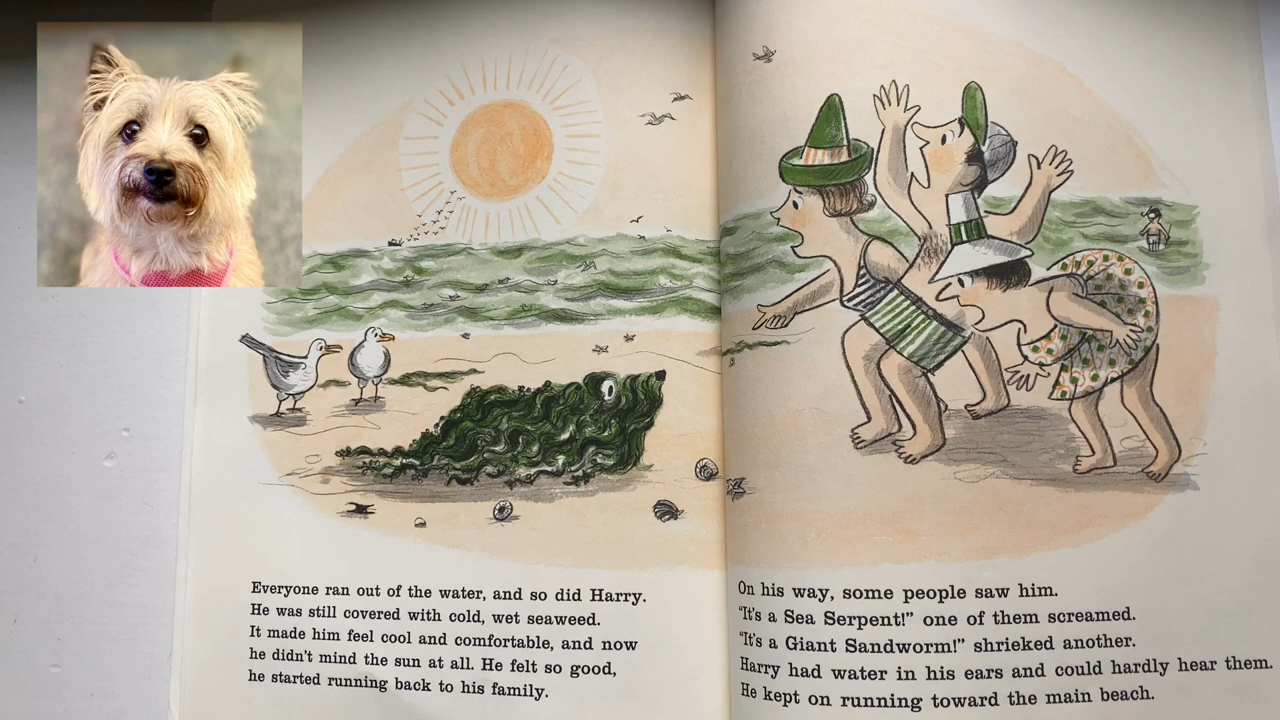 Everyone ran out of the water, and so did Harry.
He was still covered with cold, wet seaweed.
It made him feel cool and comfortable, and now
he didn't mind the sun at all. He felt so good,
he started running back to his family.
On his way, some people saw him.
"It's a Sea Serpent!" one of them screamed.
"It's a Giant Sandworm!" shrieked another.
Harry had water in his ears and could hardly hear them.
He kept on running toward the main beach.